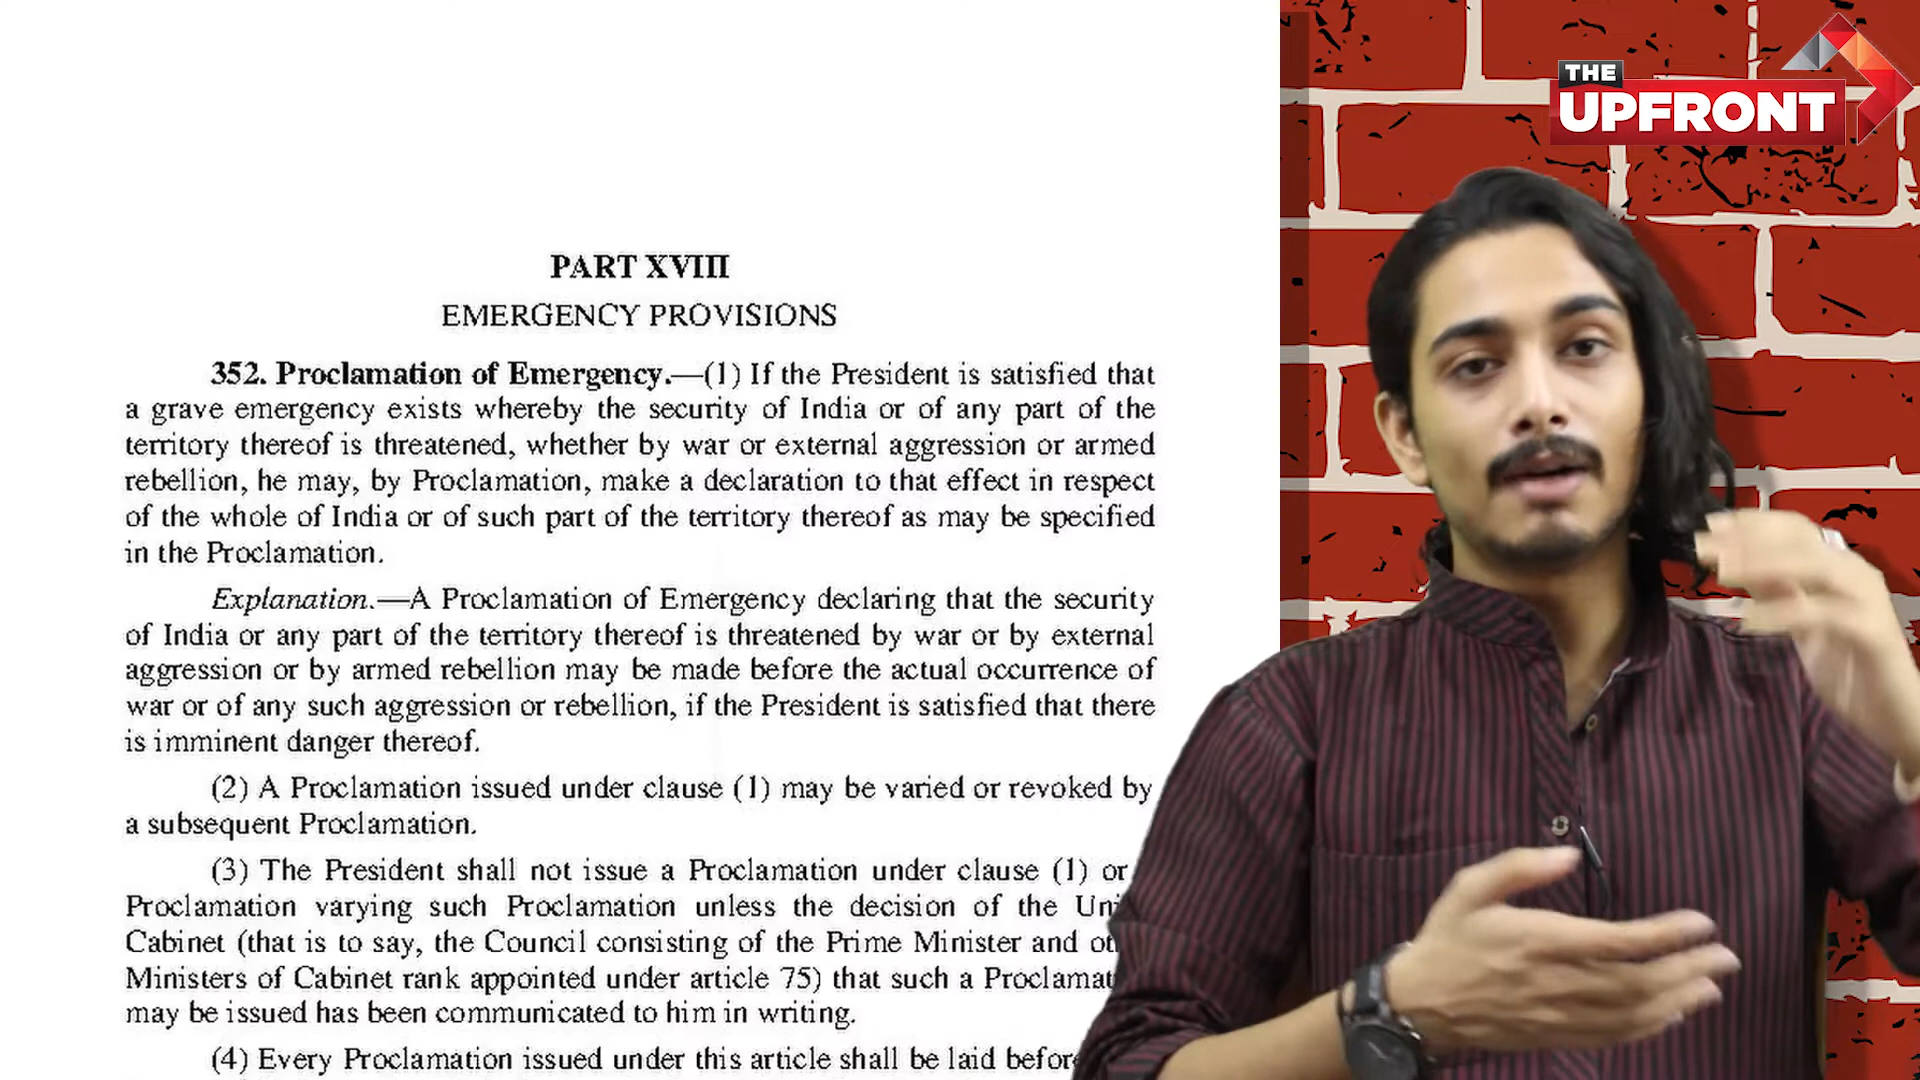 THE
UPFRONT
PART XVIII
EMERGENCY PROVISIONS
352. Proclamation of Emergency.—(1) If the President is satisfied that
a grave emergency exists whereby the security of India or of any part of the
territory thereof is threatened, whether by war or external aggression or armed
rebellion, he may, by Proclamation, make a declaration to that effect in respect
of the whole of India or of such part of the territory thereof as may be specified
in the Proclamation.
Explanation.—A Proclamation of Emergency declaring that the security
of India or any part of the territory thereof is threatened by war or by external
aggression or by armed rebellion may be made before the actual occurrence of
war or of any such aggression or rebellion, if the President is satisfied that there
is imminent danger thereof.
(2) A Proclamation issued under clause (1) may be varied or revoked by
a subsequent Proclamation.
(3) The President shall not issue a Proclamation under clause (1) or
Proclamation varying such Proclamation unless the decision of the
Cabinet (that is to say, the Council consisting of the Prime Minister and
Ministers of Cabinet rank appointed under article 75) that such a
may be issued has been communicated to him in writing.
(4) Every Proclamation issued under this article shall be laid